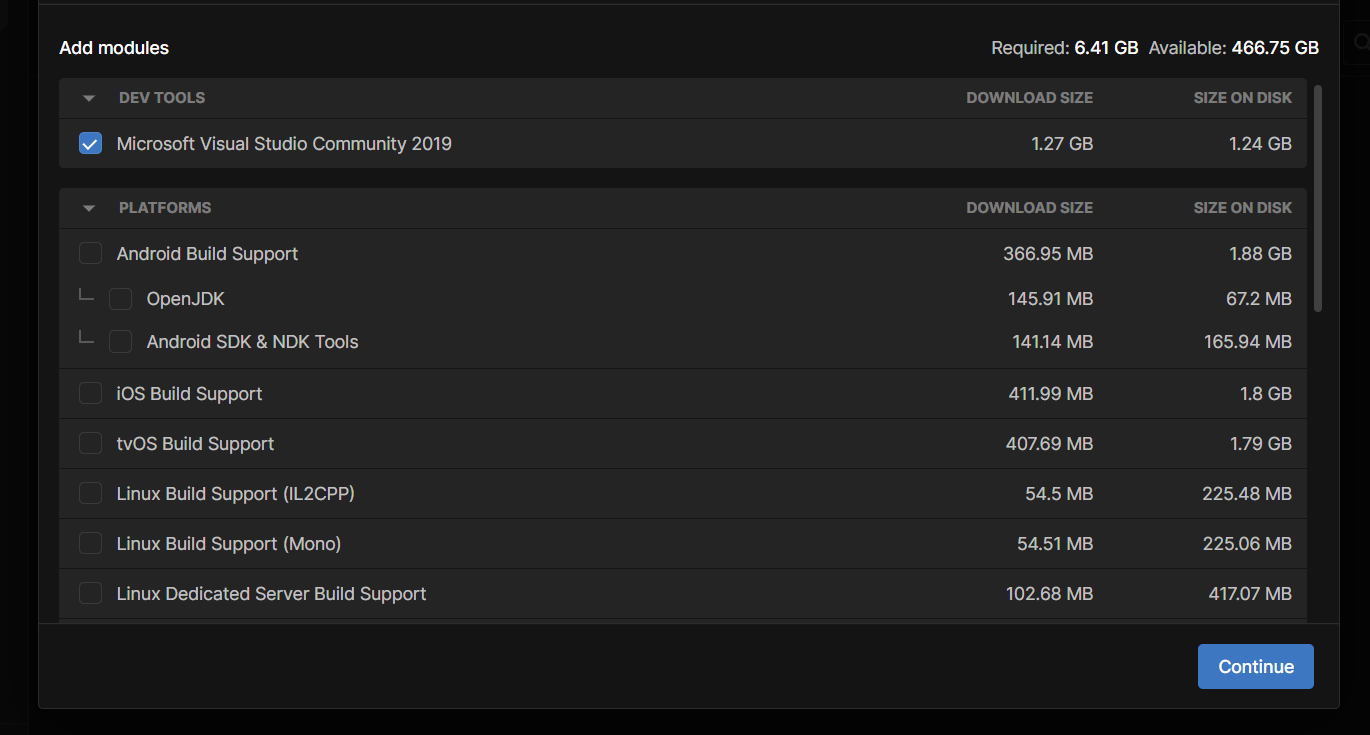 Add modules Required: 6.41 GB Available: 466.75 GB
DEV TOOLS DOWNLOAD SIZE SIZE ON DISK
Microsoft Visual Studio Community 2019 1.27 GB 1.24 GB
PLATFORMS DOWNLOAD SIZE SIZE ON DISK
Android Build Support 366.95 MB 1.88 GB
OpenJDK 145.91 MB 67.2 MB
Android SDK & NDK Tools 141.14 MB 165.94 MB
iOS Build Support 411.99 MB 1.8 GB
tvOS Build Support 407.69 MB 1.79 GB
Linux Build Support (IL2CPP) 54.5 MB 225.48 MB
Linux Build Support (Mono) 54.51 MB 225.06 MB
Linux Dedicated Server Build Support 102.68 MB 417.07 MB
Continue